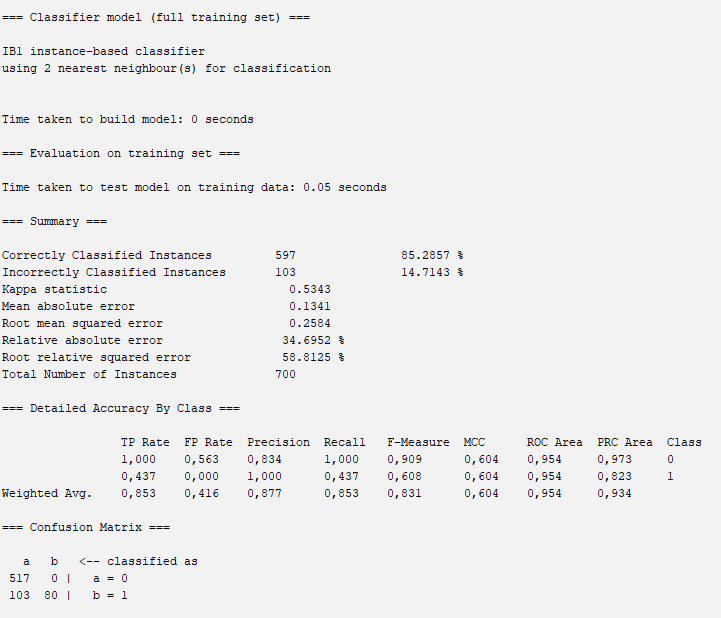 === Classifier model (full training set) ===
IB1 instance-based classifier
using 2 nearest neighbour(s) for classification
Time taken to build model: 0 seconds
=== Evaluation on training set ===
Time taken to test model on training data: 0.05 seconds
=== Summary ===
Correctly Classified Instances 597 85.2857 %
Incorrectly Classified Instances 103 14.7143 %
Kappa statistic 0.5343
Mean absolute error 0.1341
Root mean squared error 0.2584
Relative absolute error 34.6952 %
Root relative squared error 58.8125 %
Total Number of Instances 700
=== Detailed Accuracy By Class ===
TP Rate FP Rate Precision Recall F-Measure MCC ROC Area PRC Area Class
1,000 0,563 0,834 1,000 0,909 0,604 0,954 0,973 0
0,437 0,000 1,000 0,437 0,608 0,604 0,954 0,823 1
Weighted Avg. 0,853 0,416 0,877 0,853 0,831 0,604 0,954 0,934
=== Confusion Matrix ===
a b <-- classified as
517 0 | a = 0
103 80 | b = 1